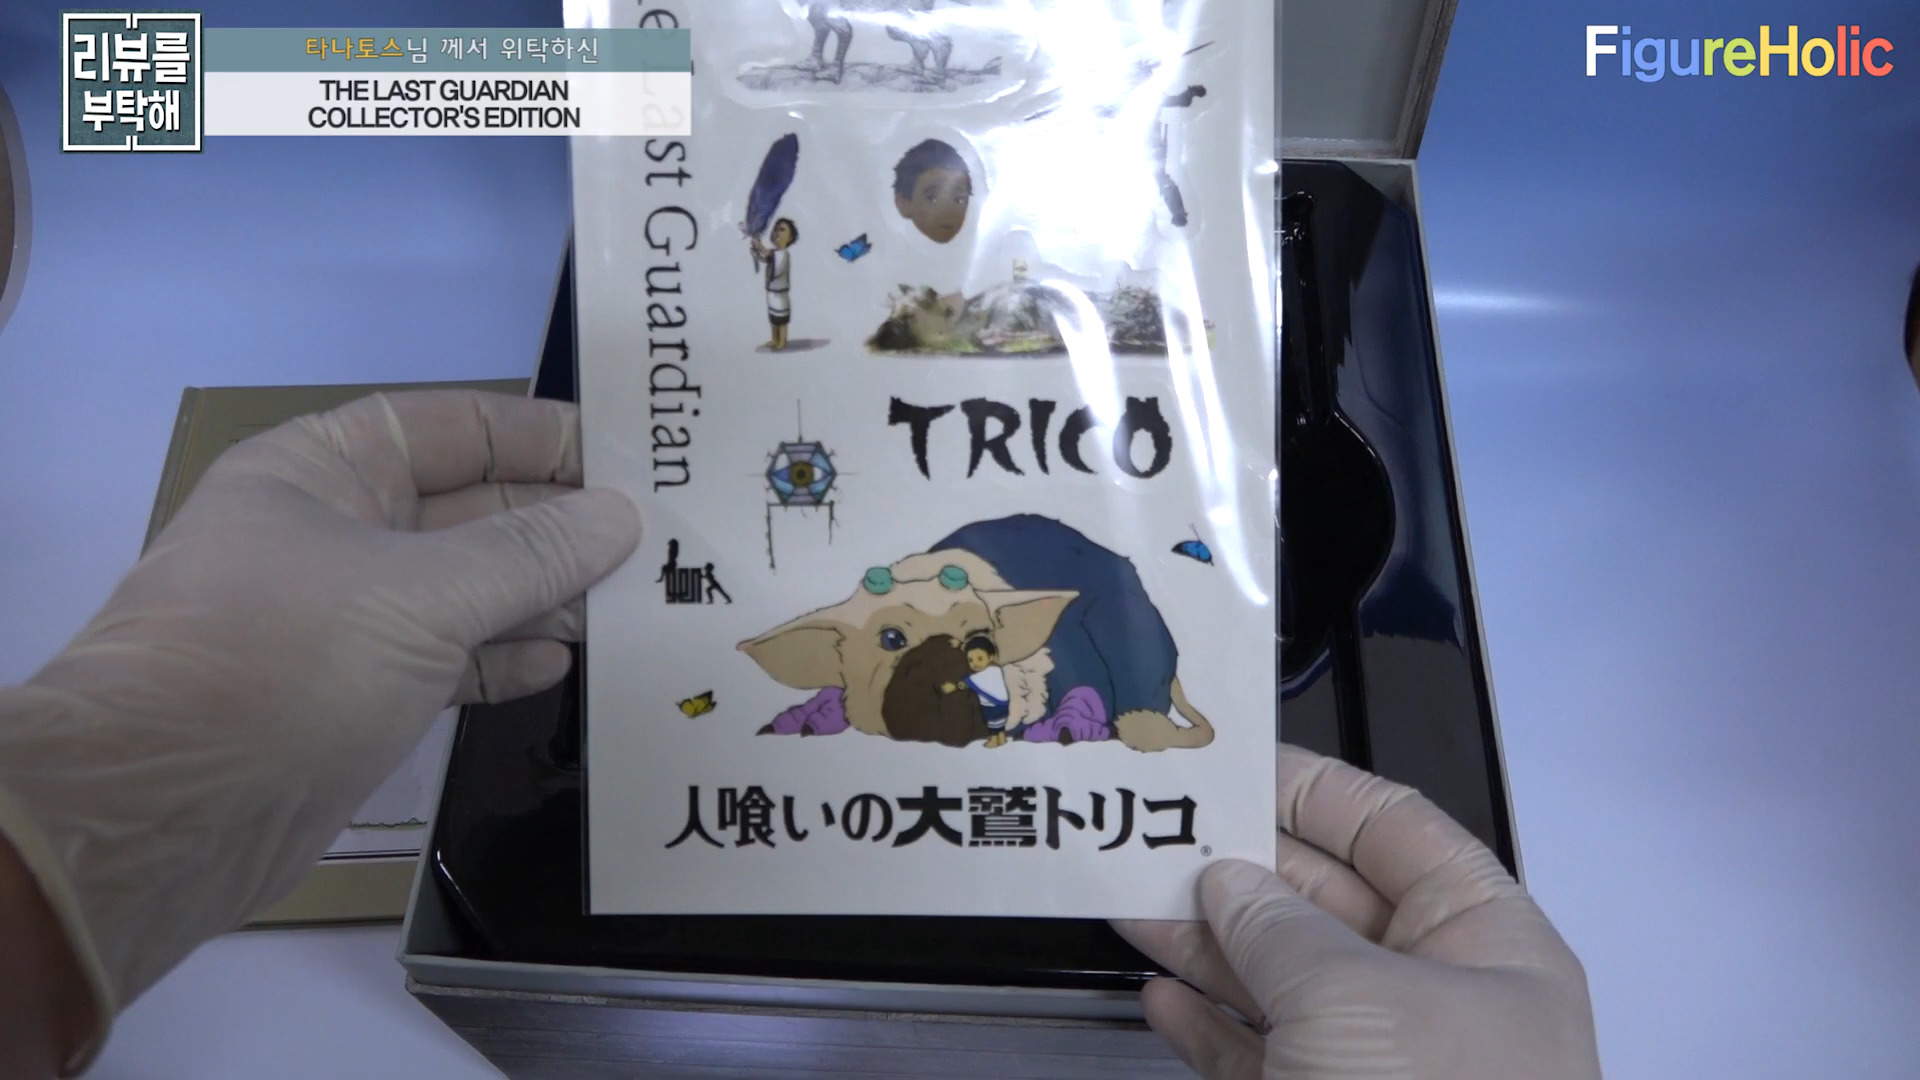 리뷰를
부탁해
타나토스님 께서 위탁하신
THE LAST GUARDIAN
COLLECTOR'S EDITION
FigureHolic
Last Guardian
TRICO
人喰いの大鷲トリコ